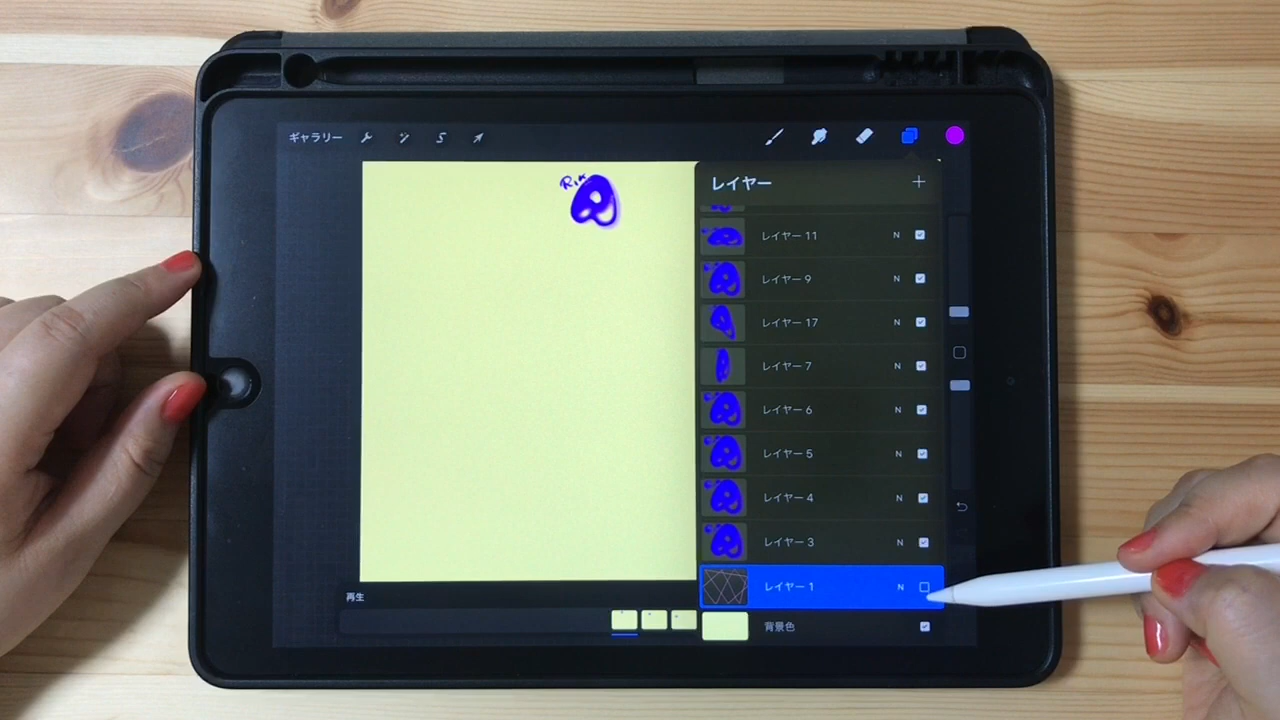 ギャラリー
Rik
レイヤー
レイヤー 11 N
レイヤー 9 N
レイヤー 17 N
レイヤー 7 N
レイヤー 6 N
レイヤー 5 N
レイヤー 4 N
レイヤー 3 N
レイヤー 1 N
背景色
再生